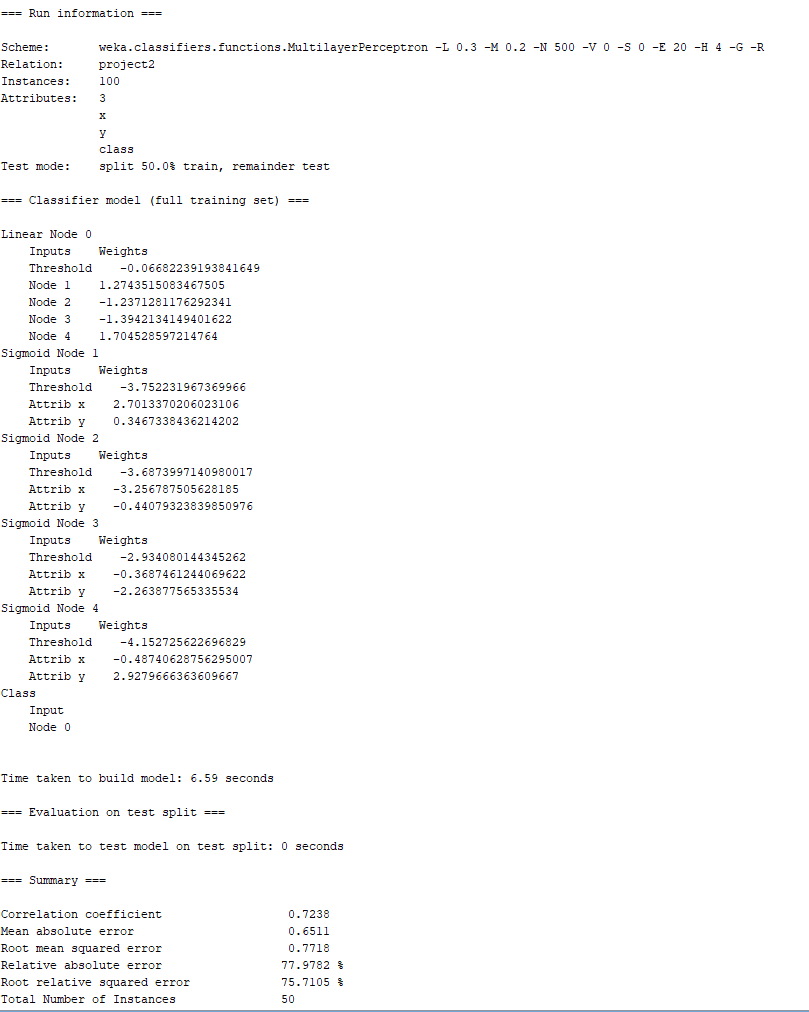 === Run information ===
Scheme: weka.classifiers.functions.MultilayerPerceptron -L 0.3 -M 0.2 -N 500 -V 0 -S 0 -E 20 -H 4 -G -R
Relation: project2
Instances: 100
Attributes: 3
x
y
class
Test mode: split 50.0% train, remainder test
=== Classifier model (full training set) ===
Linear Node 0
Inputs Weights
Threshold -0.06682239193841649
Node 1 1.2743515083467505
Node 2 -1.2371281176292341
Node 3 -1.3942134149401622
Node 4 1.704528597214764
Sigmoid Node 1
Inputs Weights
Threshold -3.752231967369966
Attrib x 2.7013370206023106
Attrib y 0.3467338436214202
Sigmoid Node 2
Inputs Weights
Threshold -3.6873997140980017
Attrib x -3.256787505628185
Attrib y -0.44079323839850976
Sigmoid Node 3
Inputs Weights
Threshold -2.934080144345262
Attrib x -0.3687461244069622
Attrib y -2.263877565335534
Sigmoid Node 4
Inputs Weights
Threshold -4.152725622696829
Attrib x -0.48740628756295007
Attrib y 2.9279666363609667
Class
Input
Node 0
Time taken to build model: 6.59 seconds
=== Evaluation on test split ===
Time taken to test model on test split: 0 seconds
=== Summary ===
Correlation coefficient 0.7238
Mean absolute error 0.6511
Root mean squared error 0.7718
Relative absolute error 77.9782 %
Root relative squared error 75.7105 %
Total Number of Instances 50